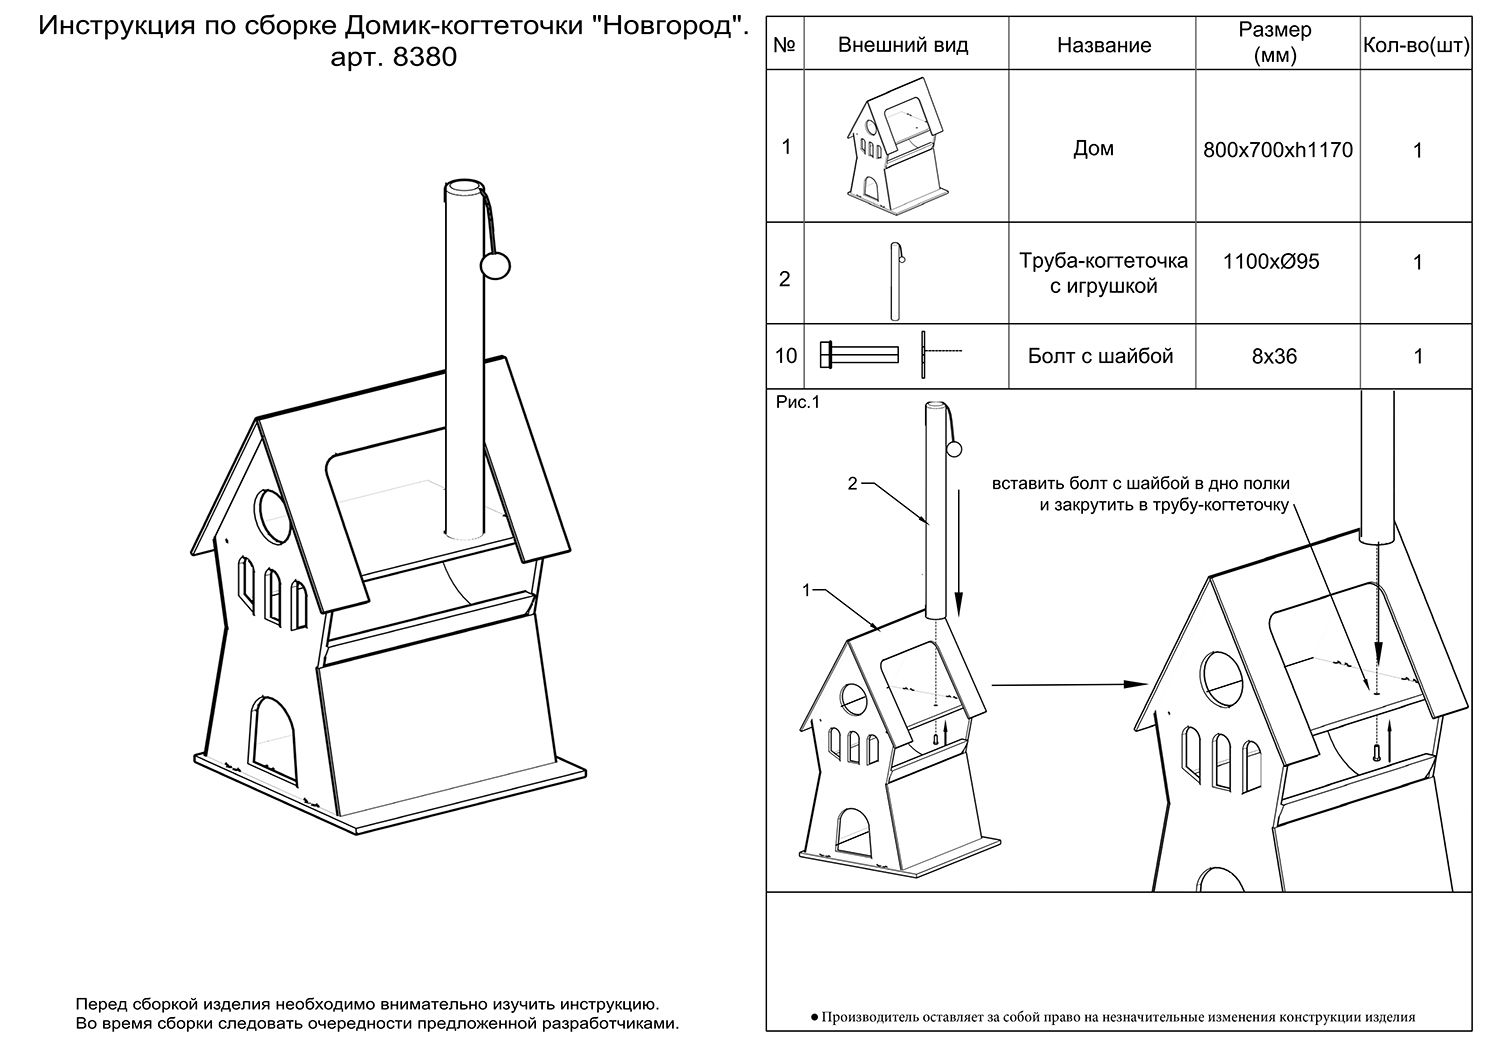 Инструкция по сборке Домик-когтеточки "Новгород".
арт. 8380
№ Внешний вид Название Размер (мм) Кол-во(шт)
1 Дом 800x700xh1170 1
2 Труба-когтеточка с игрушкой 1100xØ95 1
10 Болт с шайбой 8x36 1
Рис.1
2
вставить болт с шайбой в дно полки
и закрутить в трубу-когтеточку
1
Перед сборкой изделия необходимо внимательно изучить инструкцию.
Во время сборки следовать очередности предложенной разработчиками.
● Производитель оставляет за собой право на незначительные изменения конструкции изделия